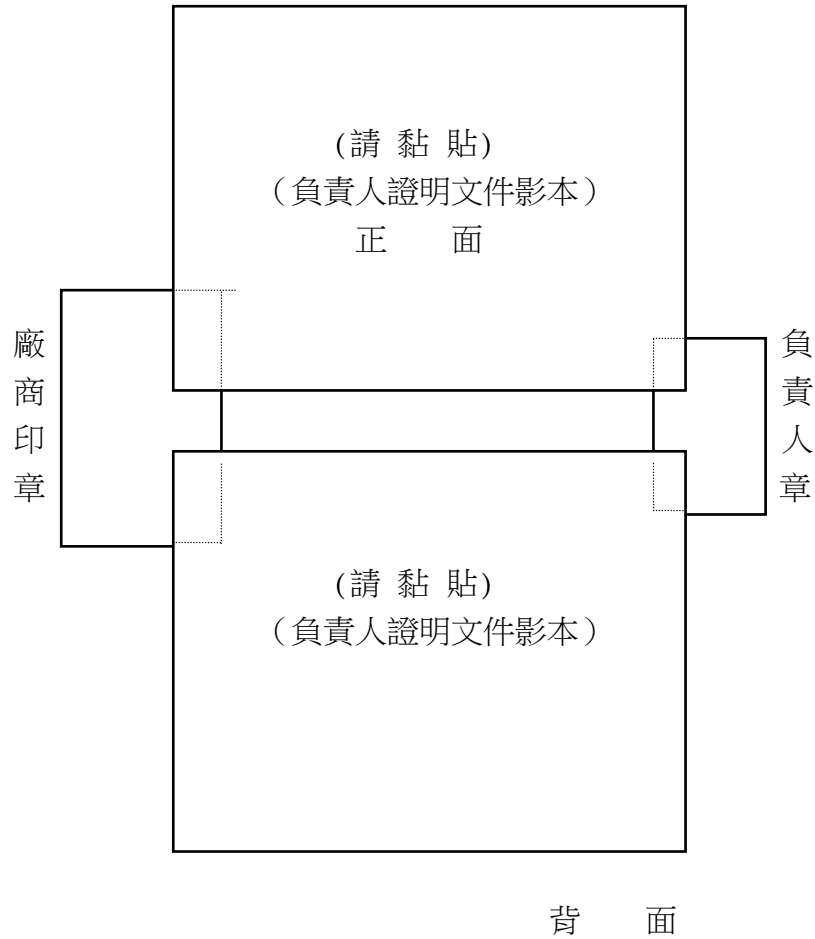 (請 黏 貼)
（負責人證明文件影本）
正　　面
廠商印章
負責人章
(請 黏 貼)
（負責人證明文件影本）
背　　面